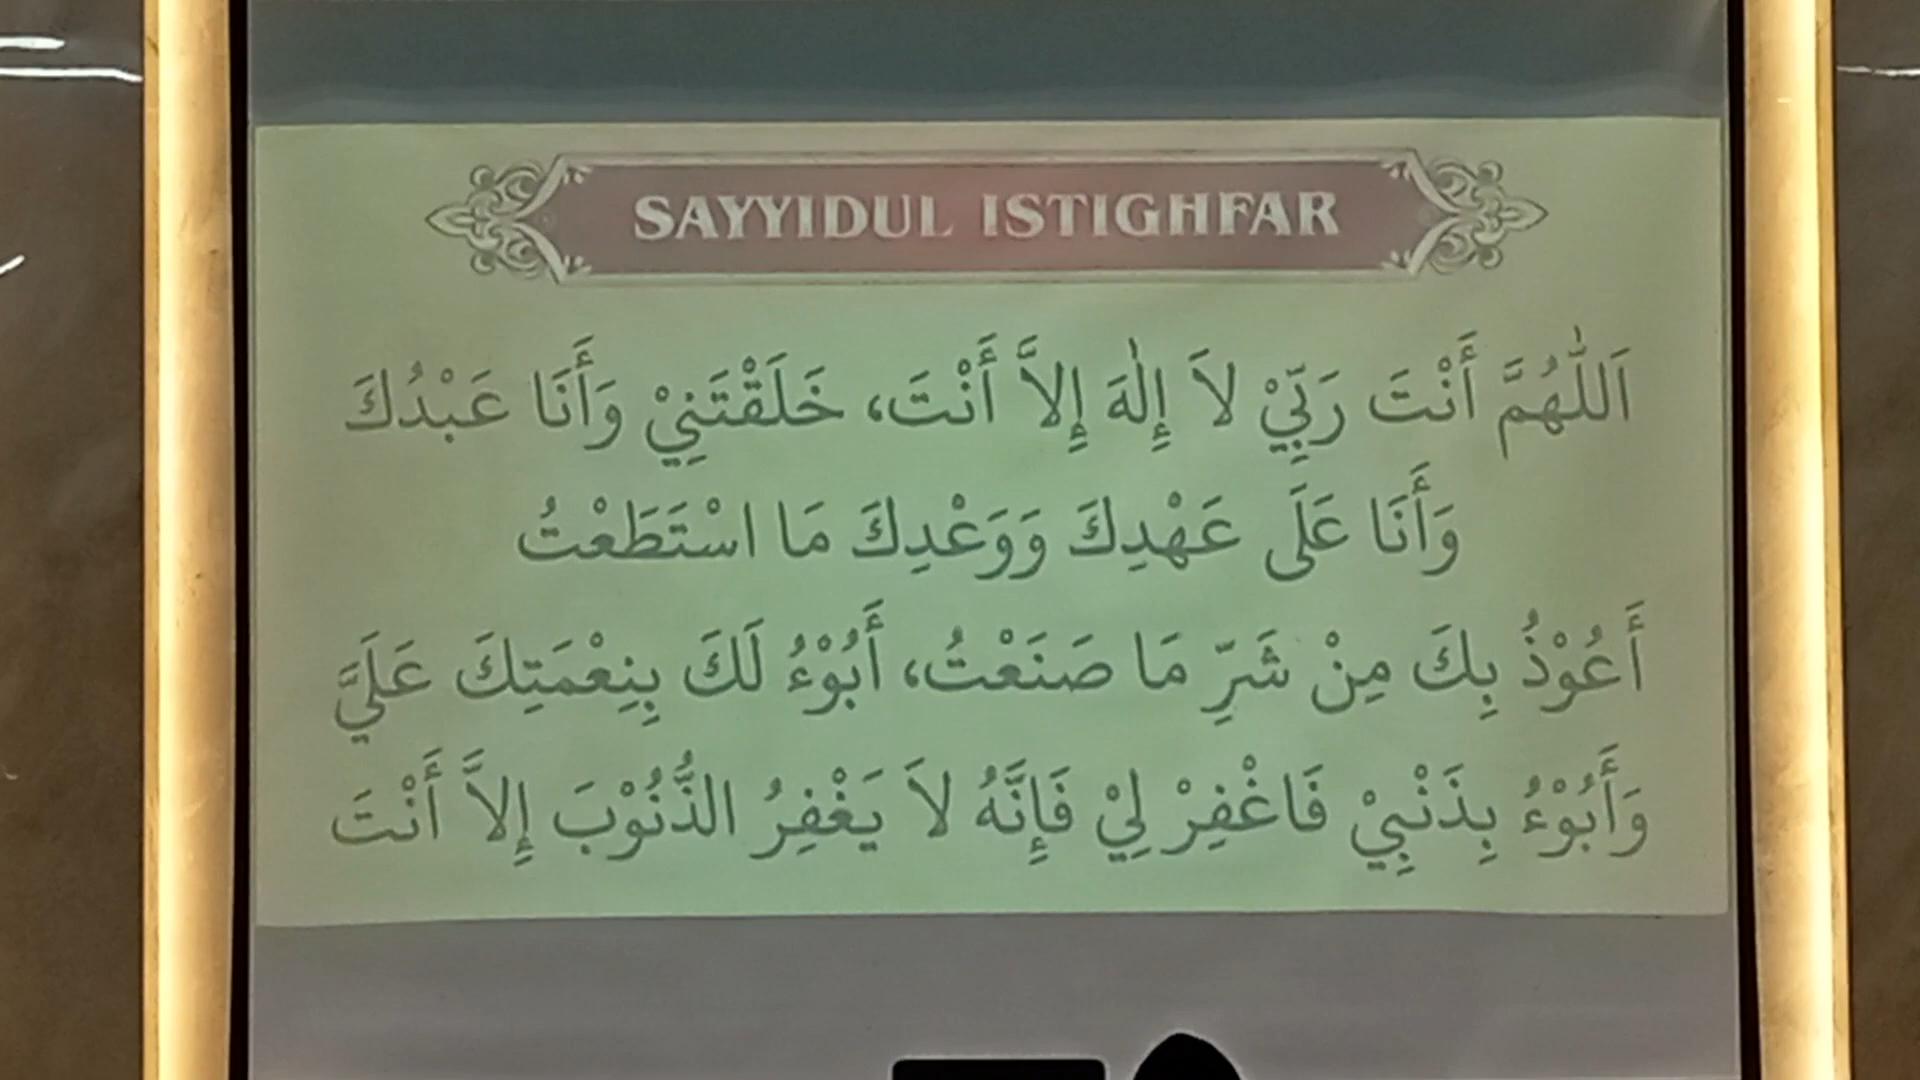 SAYYIDUL ISTIGHFAR
اَللّٰهُمَّ أَنْتَ رَبِّيْ لاَ إِلٰهَ إِلاَّ أَنْتَ، خَلَقْتَنِيْ وَأَنَا عَبْدُكَ
وَأَنَا عَلَى عَهْدِكَ وَوَعْدِكَ مَا اسْتَطَعْتُ
أَعُوْذُ بِكَ مِنْ شَرِّ مَا صَنَعْتُ، أَبُوْءُ لَكَ بِنِعْمَتِكَ عَلَيَّ
وَأَبُوْءُ بِذَنْبِيْ فَاغْفِرْ لِيْ فَإِنَّهُ لاَ يَغْفِرُ الذُّنُوْبَ إِلاَّ أَنْتَ